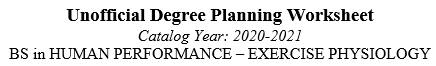 Unofficial Degree Planning Worksheet
Catalog Year: 2020-2021
BS in HUMAN PERFORMANCE – EXERCISE PHYSIOLOGY